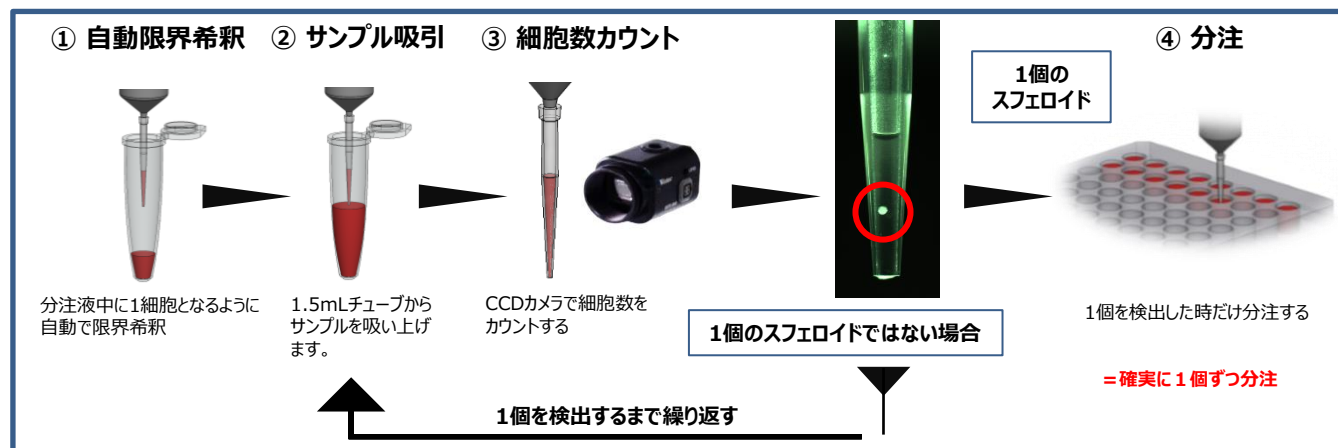 ① 自動限界希釈
② サンプル吸引
③ 細胞数カウント
④ 分注
1個の
スフェロイド
分注液中に1細胞となるように
自動で限界希釈
1.5mLチューブから
サンプルを吸い上げ
ます。
CCDカメラで細胞数を
カウントする
1個のスフェロイドではない場合
1個を検出した時だけ分注する
=確実に1個ずつ分注
1個を検出するまで繰り返す